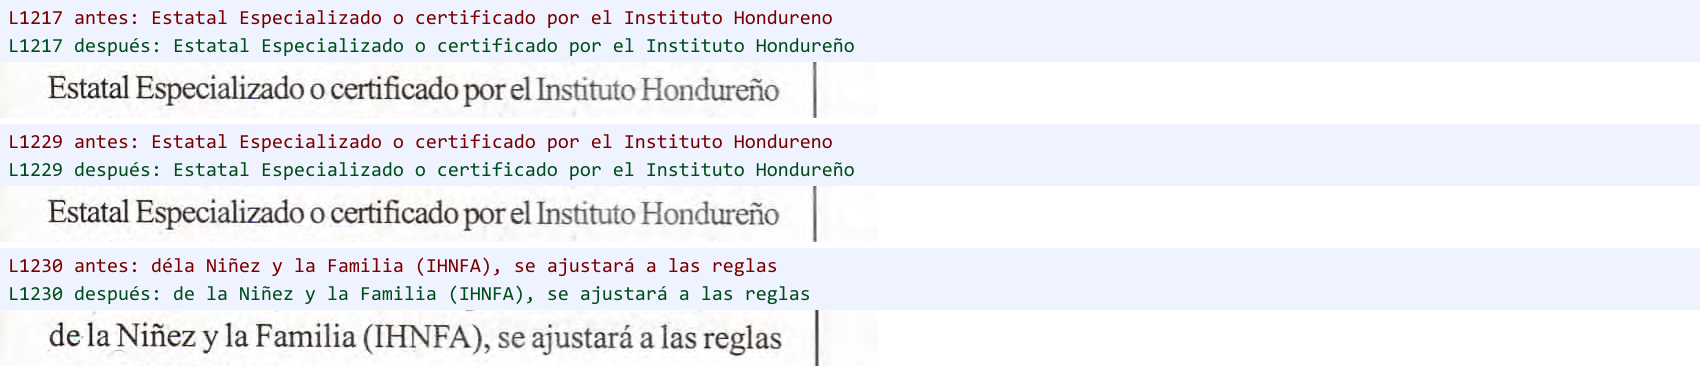 L1217 antes: Estatal Especializado o certificado por el Instituto Hondureno
L1217 después: Estatal Especializado o certificado por el Instituto Hondureño
Estatal Especializado o certificado por el Instituto Hondureño
L1229 antes: Estatal Especializado o certificado por el Instituto Hondureno
L1229 después: Estatal Especializado o certificado por el Instituto Hondureño
Estatal Especializado o certificado por el Instituto Hondureño
L1230 antes: déla Niñez y la Familia (IHNFA), se ajustará a las reglas
L1230 después: de la Niñez y la Familia (IHNFA), se ajustará a las reglas
de la Niñez y la Familia (IHNFA), se ajustará a las reglas